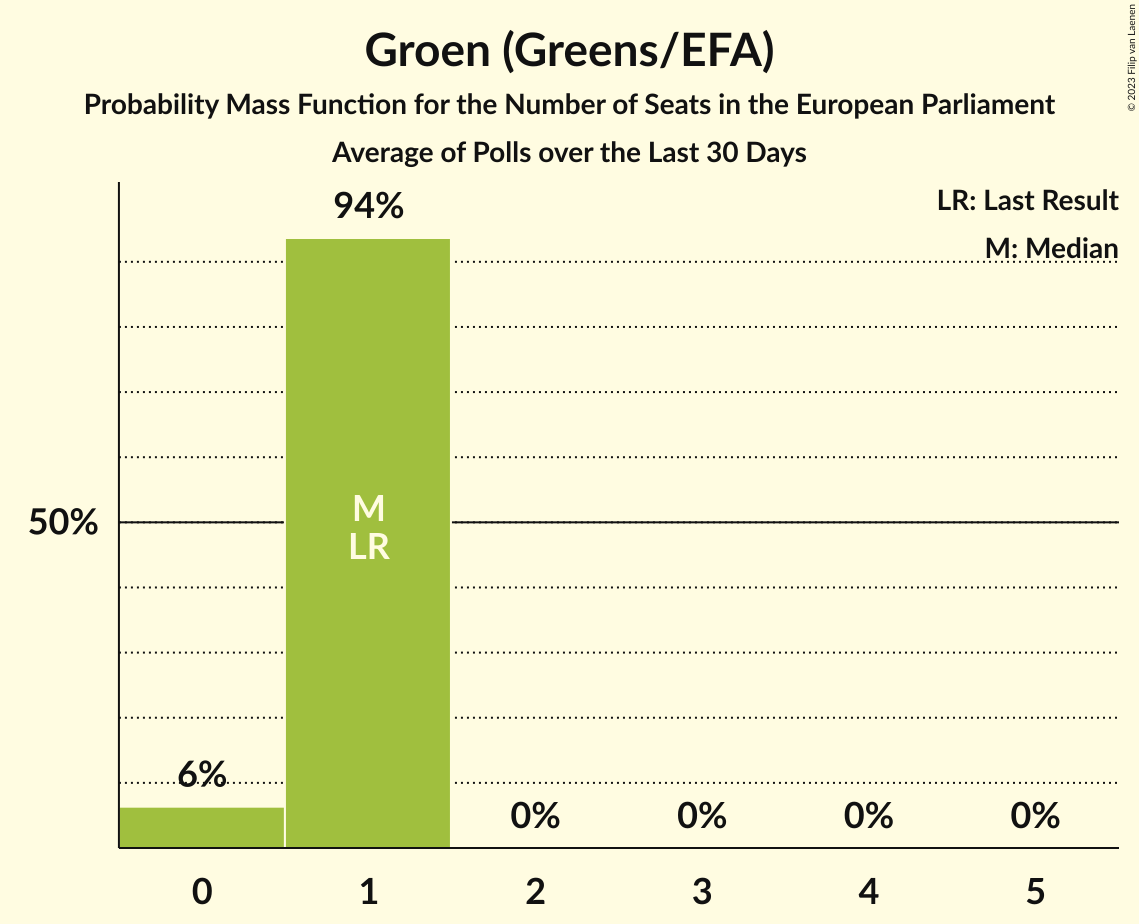 Groen (Greens/EFA)
Probability Mass Function for the Number of Seats in the European Parliament
Average of Polls over the Last 30 Days
© 2023 Filip van Laenen
LR: Last Result
M: Median
94%
50%
M
LR
6%
0%
0%
0%
0%
0
1
2
3
4
5